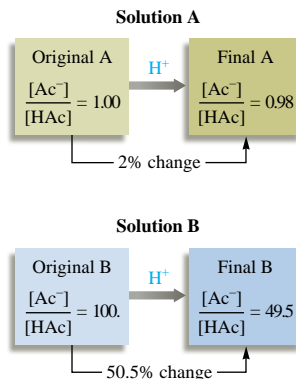 Solution A
Original A
H⁺
Final A
[Ac⁻]/[HAc] = 1.00
[Ac⁻]/[HAc] = 0.98
2% change
Solution B
Original B
H⁺
Final B
[Ac⁻]/[HAc] = 100.
[Ac⁻]/[HAc] = 49.5
50.5% change